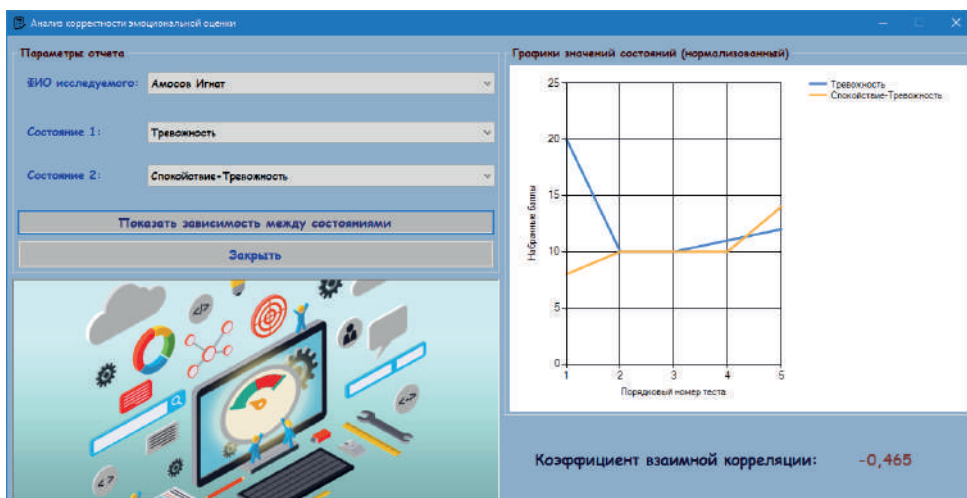 Анализ корректности эмоциональной оценки
Параметры отчета
ФИО исследуемого: Амосов Игнат
Состояние 1: Тревожность
Состояние 2: Спокойствие-Тревожность
Показать зависимость между состояниями
Закрыть
Графики значений состояний (нормализованный)
Тревожность
Спокойствие-Тревожность
Набранные баллы
25
20
15
10
5
0
1 2 3 4 5
Порядковый номер теста
Коэффициент взаимной корреляции: -0,465